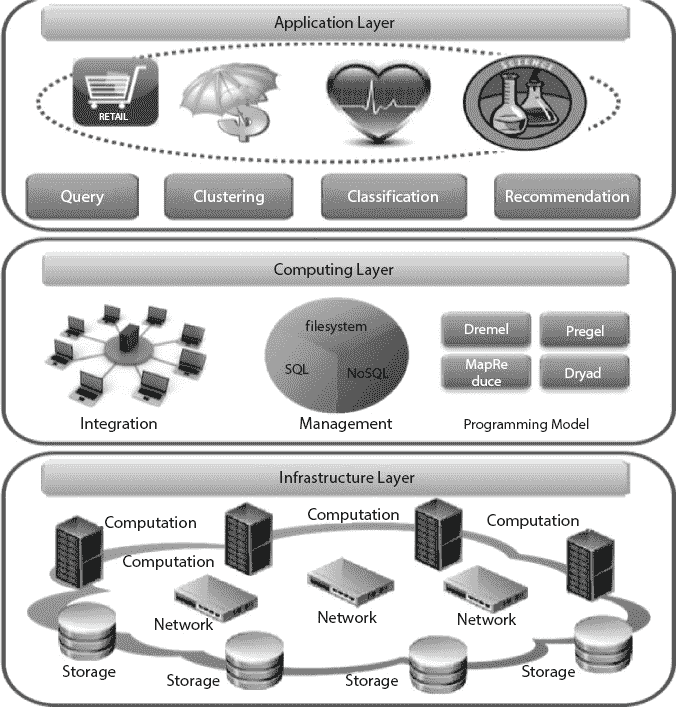 Application Layer
RETAIL
SCIENCE
Query
Clustering
Classification
Recommendation
Computing Layer
filesystem
SQL
NoSQL
Dremel
Pregel
MapRe
duce
Dryad
Integration
Management
Programming Model
Infrastructure Layer
Computation
Computation
Computation
Computation
Network
Network
Network
Storage
Storage
Storage
Storage